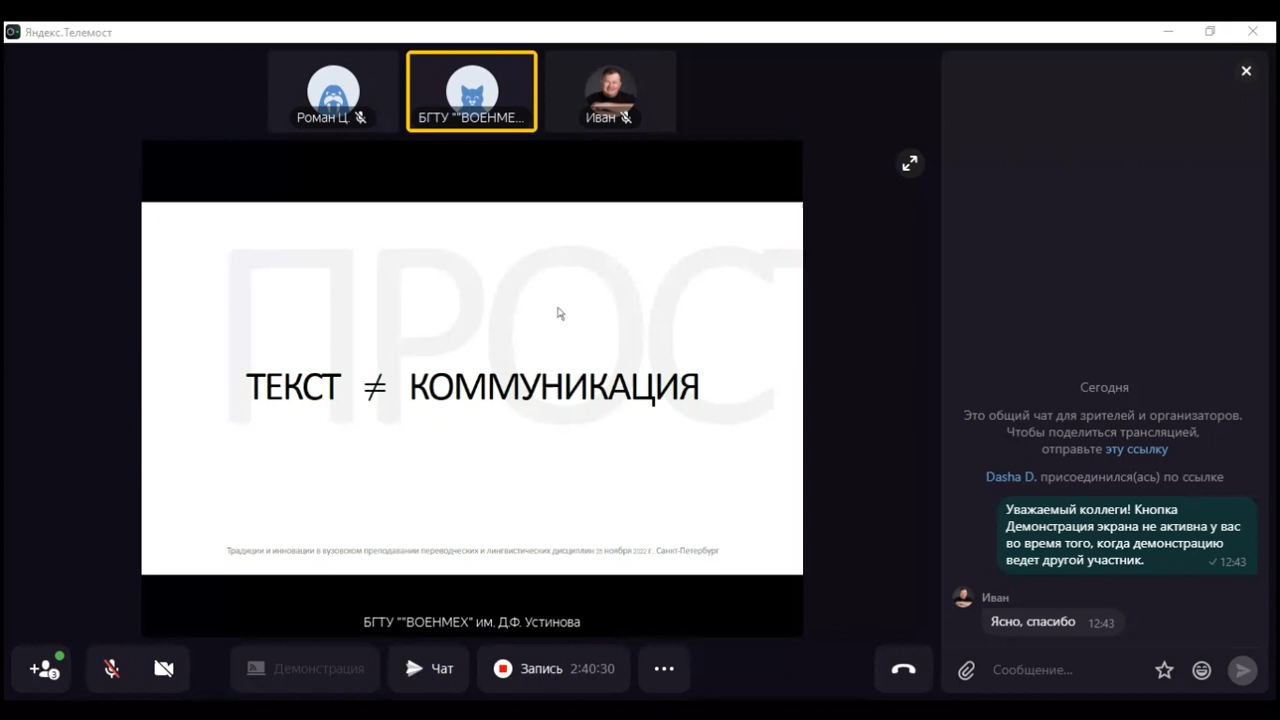 Яндекс.Телемост
Роман Ц.
БГТУ ""ВОЕНМЕ...
Иван
ПРОСТ
ТЕКСТ ≠ КОММУНИКАЦИЯ
Традиции и инновации в вузовском преподавании переводческих и лингвистических дисциплин 25 ноября 2022 г. Санкт-Петербург
БГТУ ""ВОЕНМЕХ" им. Д.Ф. Устинова
3
Демонстрация
Чат
Запись 2:40:30
Сегодня
Это общий чат для зрителей и организаторов.
Чтобы поделиться трансляцией,
отправьте эту ссылку
Dasha D. присоединился(ась) по ссылке
Уважаемый коллеги! Кнопка
Демонстрация экрана не активна у вас
во время того, когда демонстрацию
ведет другой участник.
12:43
Иван
Ясно, спасибо 12:43
Сообщение...